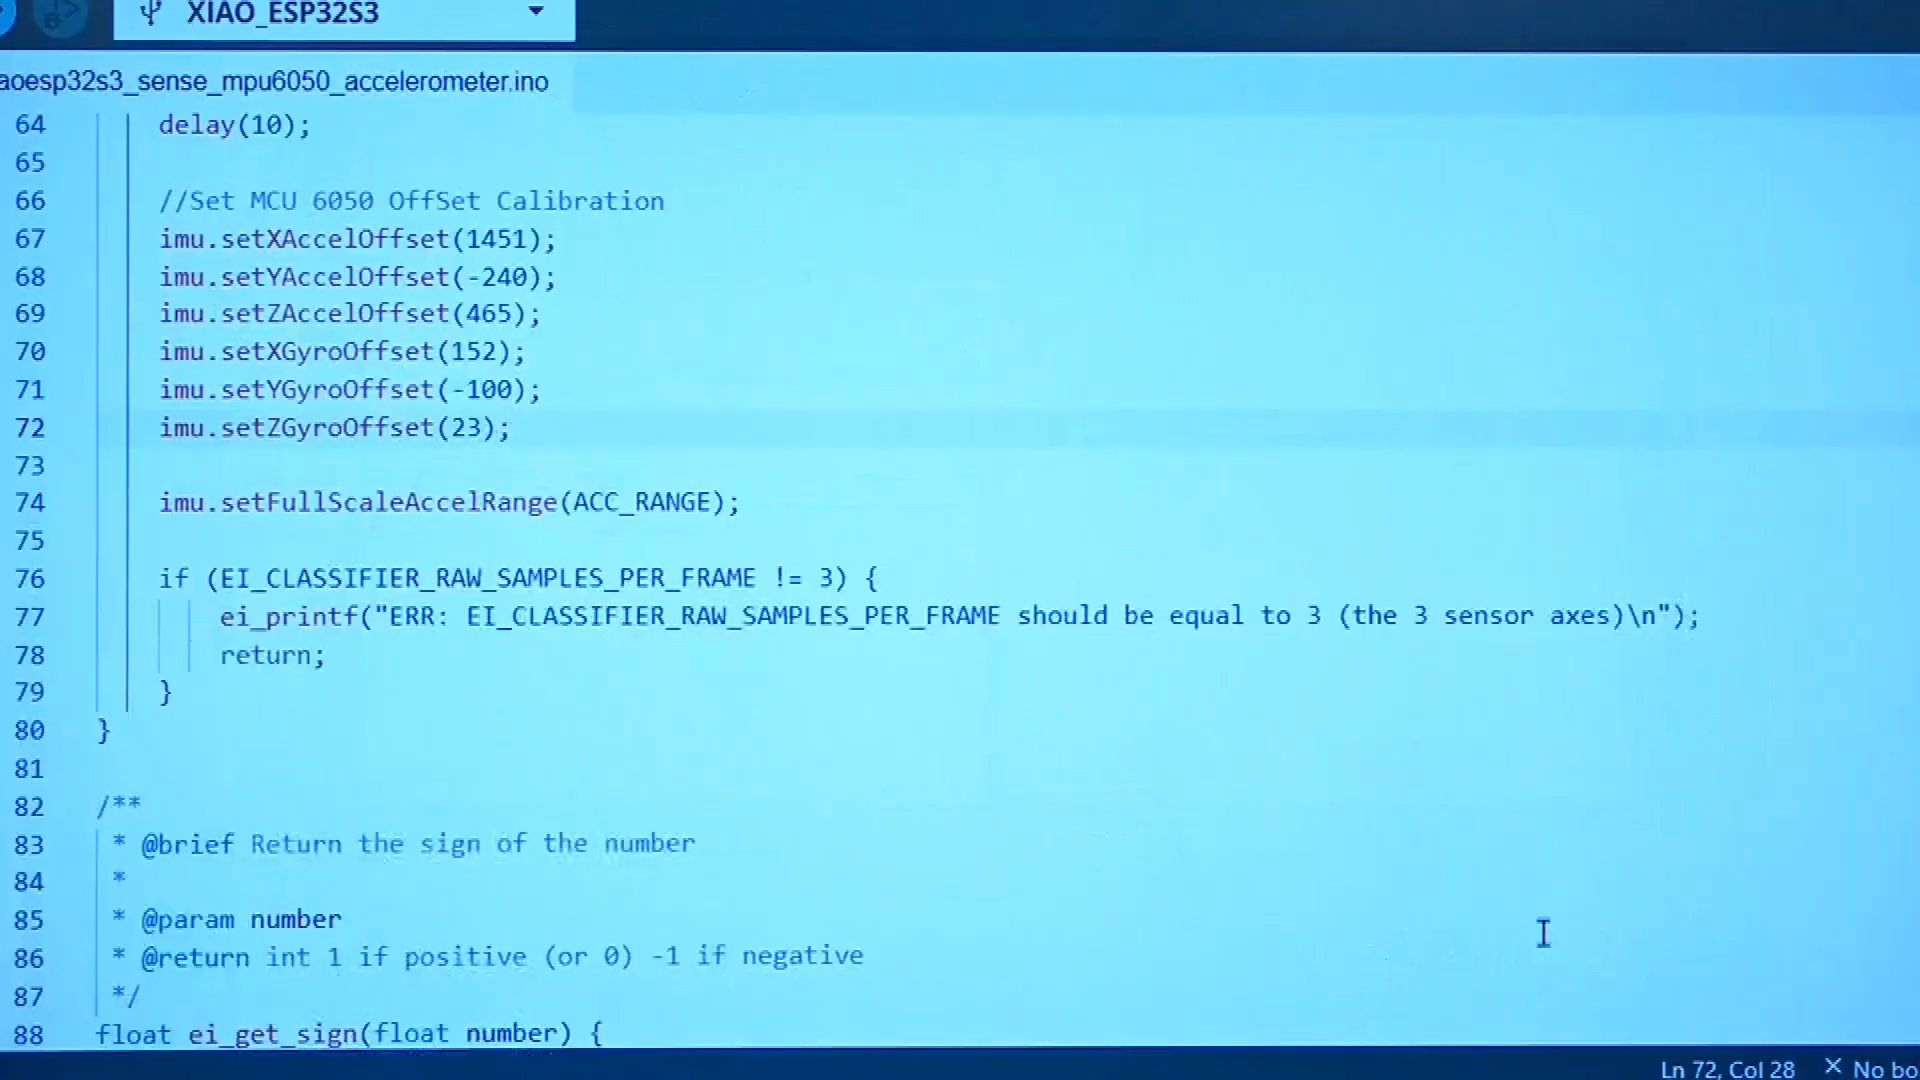 XIAO_ESP32S3
aoesp32s3_sense_mpu6050_accelerometer.ino
64 delay(10);
65
66 //Set MCU 6050 OffSet Calibration
67 imu.setXAccelOffset(1451);
68 imu.setYAccelOffset(-240);
69 imu.setZAccelOffset(465);
70 imu.setXGyroOffset(152);
71 imu.setYGyroOffset(-100);
72 imu.setZGyroOffset(23);
73
74 imu.setFullScaleAccelRange(ACC_RANGE);
75
76 if (EI_CLASSIFIER_RAW_SAMPLES_PER_FRAME != 3) {
77 ei_printf("ERR: EI_CLASSIFIER_RAW_SAMPLES_PER_FRAME should be equal to 3 (the 3 sensor axes)\n");
78 return;
79 }
80 }
81
82 /**
83 * @brief Return the sign of the number
84 *
85 * @param number
86 * @return int 1 if positive (or 0) -1 if negative
87 */
88 float ei_get_sign(float number) {
Ln 72, Col 28 × No bo